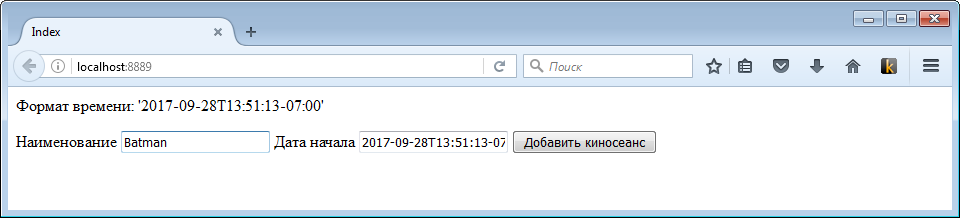 Index
localhost:8889
Поиск
Формат времени: '2017-09-28T13:51:13-07:00'
Наименование Batman Дата начала 2017-09-28T13:51:13-07 Добавить киносеанс